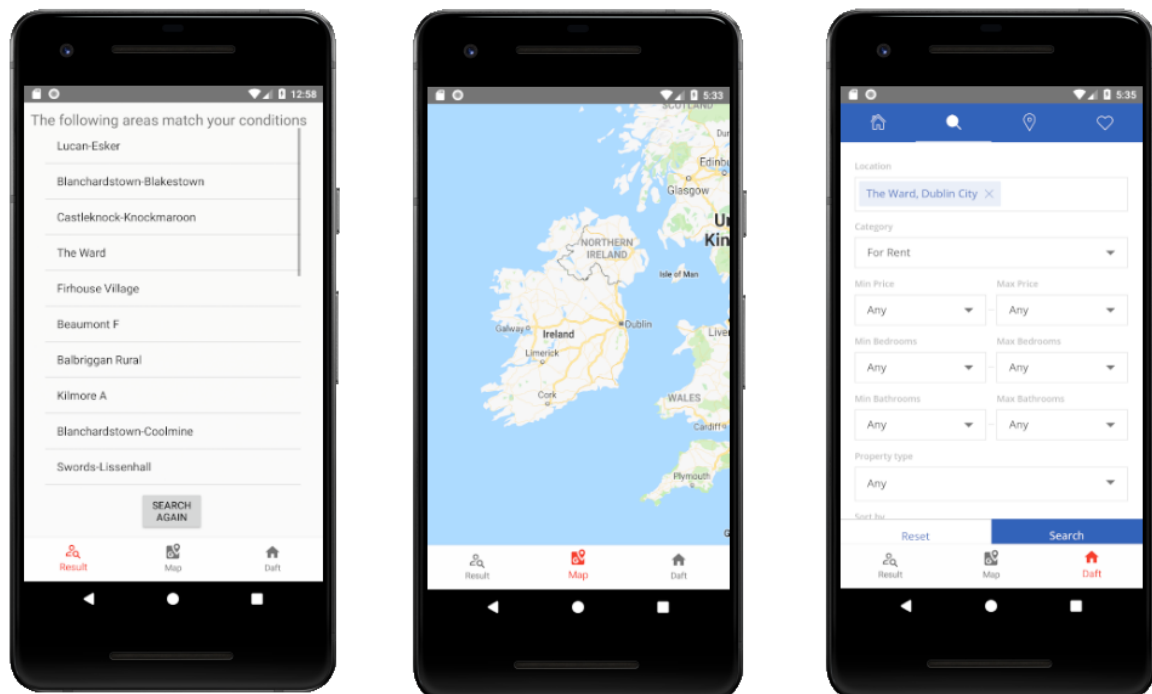 12:58
The following areas match your conditions
Lucan-Esker
Blanchardstown-Blakestown
Castleknock-Knockmaroon
The Ward
Firhouse Village
Beaumont F
Balbriggan Rural
Kilmore A
Blanchardstown-Coolmine
Swords-Lissenhall
SEARCH
AGAIN
Result Map Daft
5:33
SCOTLAND
Edinbu
Glasgow
NORTHERN
IRELAND
Isle of Man
Dublin
Galway
Ireland
Limerick
Cork
Liver
WALES
Cardiff
Plymouth
Result Map Daft
5:35
Location
The Ward, Dublin City ×
Category
For Rent
Min Price Max Price
Any Any
Min Bedrooms Max Bedrooms
Any Any
Min Bathrooms Max Bathrooms
Any Any
Property type
Any
Sort by
Reset Search
Result Map Daft